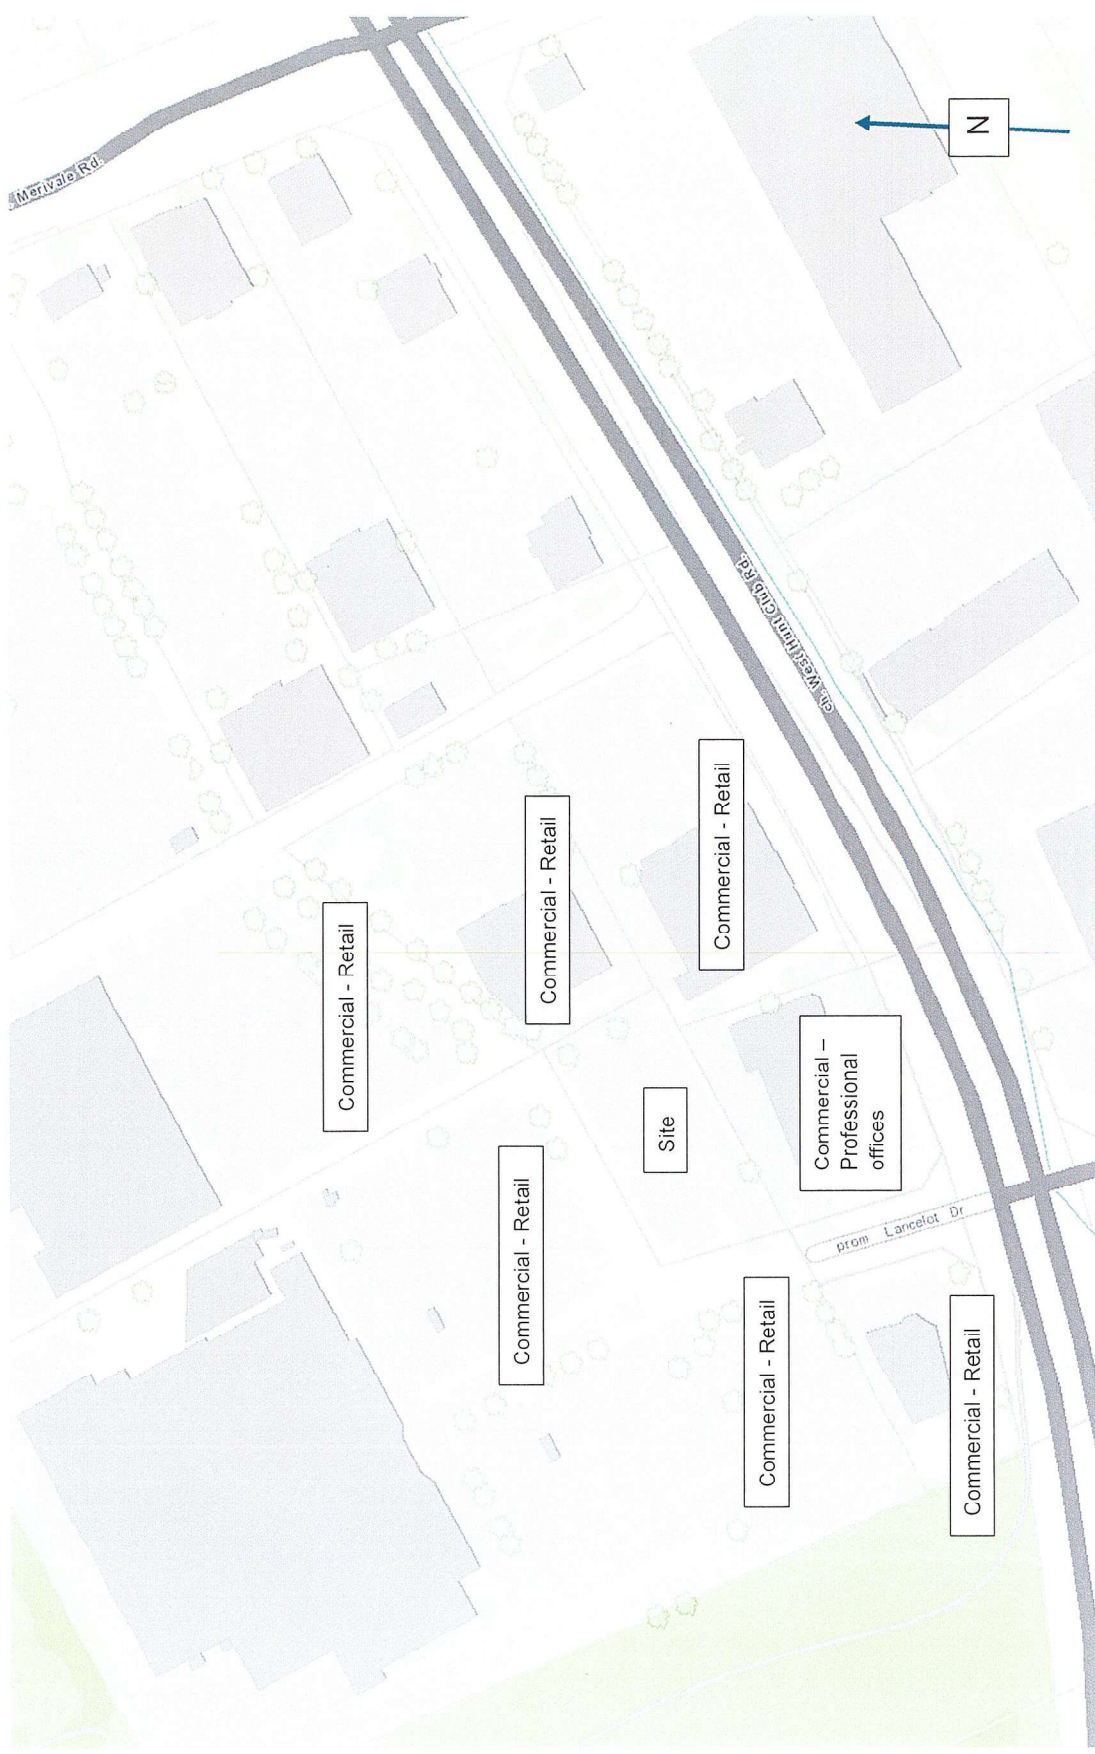 Merivale Rd.
Commercial - Retail
Commercial - Retail
Commercial - Retail
Site
Commercial - Retail
Commercial - Retail
ch. West Hunt Club Rd.
Commercial –
Professional
offices
prom Lancelot Dr
Commercial - Retail
N